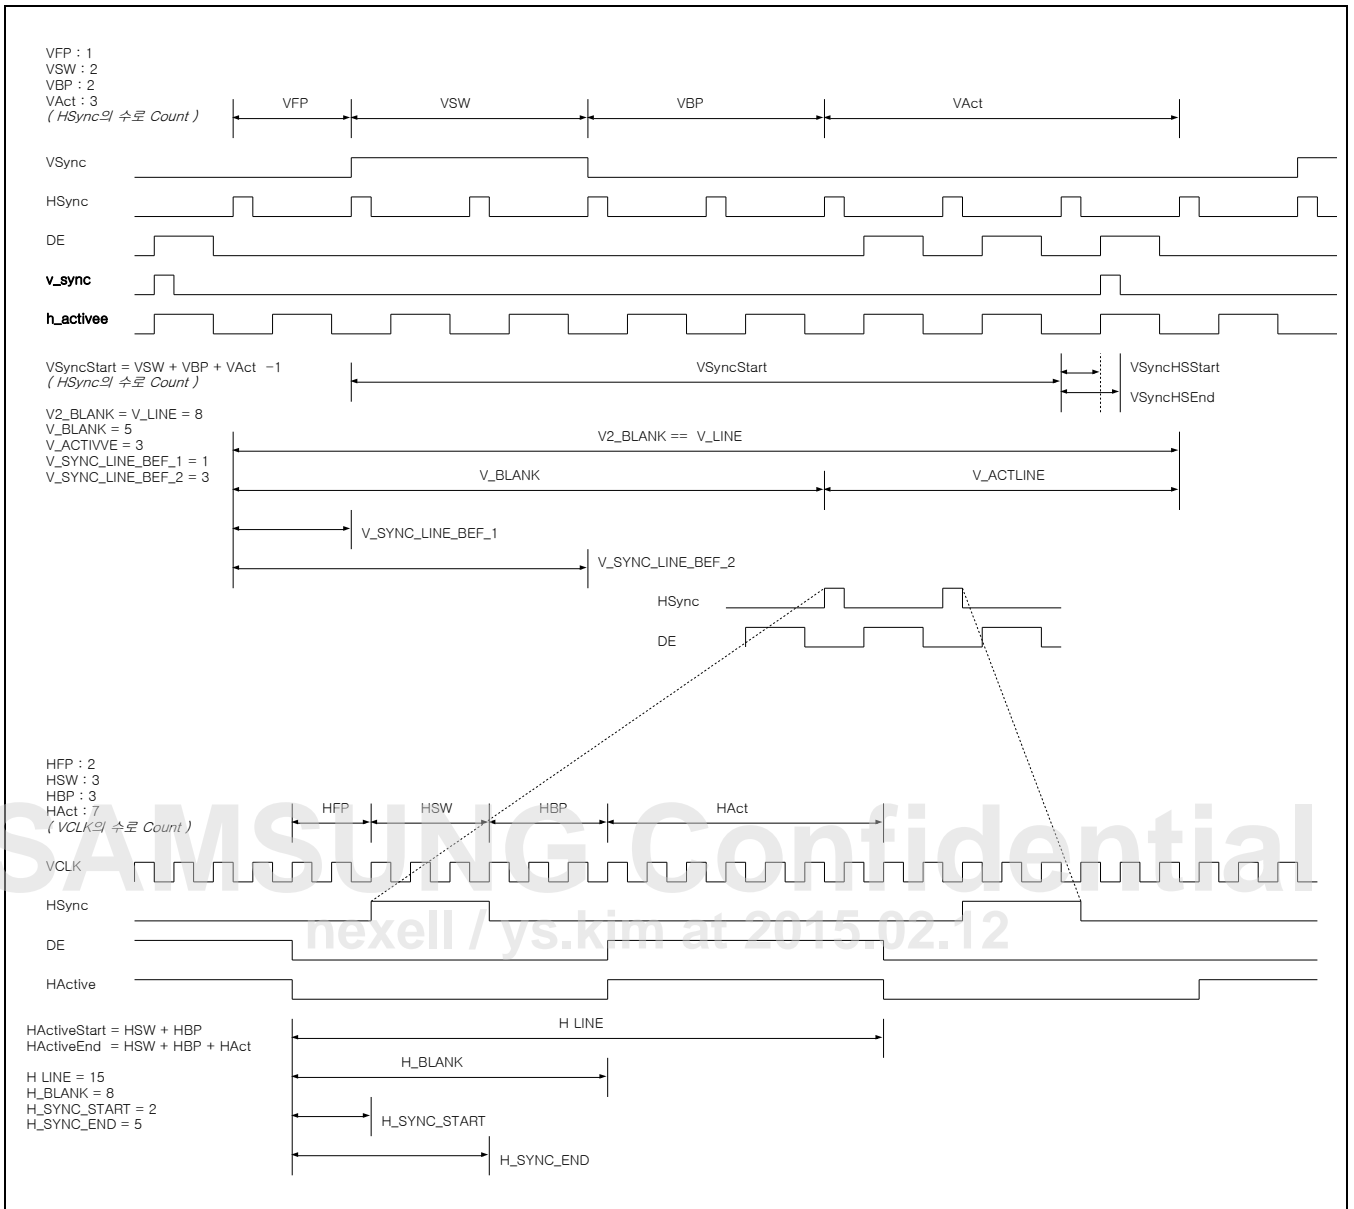 VFP : 1
VSW : 2
VBP : 2
VAct : 3
( HSync의 수로 Count )
VFP
VSW
VBP
VAct
VSync
HSync
DE
v_sync
h_activee
VSyncStart = VSW + VBP + VAct -1
( HSync의 수로 Count )
VSyncStart
VSyncHSStart
VSyncHSEnd
V2_BLANK = V_LINE = 8
V_BLANK = 5
V_ACTIVVE = 3
V_SYNC_LINE_BEF_1 = 1
V_SYNC_LINE_BEF_2 = 3
V2_BLANK == V_LINE
V_BLANK
V_ACTLINE
V_SYNC_LINE_BEF_1
V_SYNC_LINE_BEF_2
HSync
DE
HFP : 2
HSW : 3
HBP : 3
HAct : 7
( VCLK의 수로 Count )
HFP
HSW
HBP
HAct
SAMSUNG Confidential
VCLK
HSync
nexell / ys.kim at 2015.02.12
DE
HActive
HActiveStart = HSW + HBP
HActiveEnd = HSW + HBP + HAct
H LINE
H_BLANK
H LINE = 15
H_BLANK = 8
H_SYNC_START = 2
H_SYNC_END = 5
H_SYNC_START
H_SYNC_END